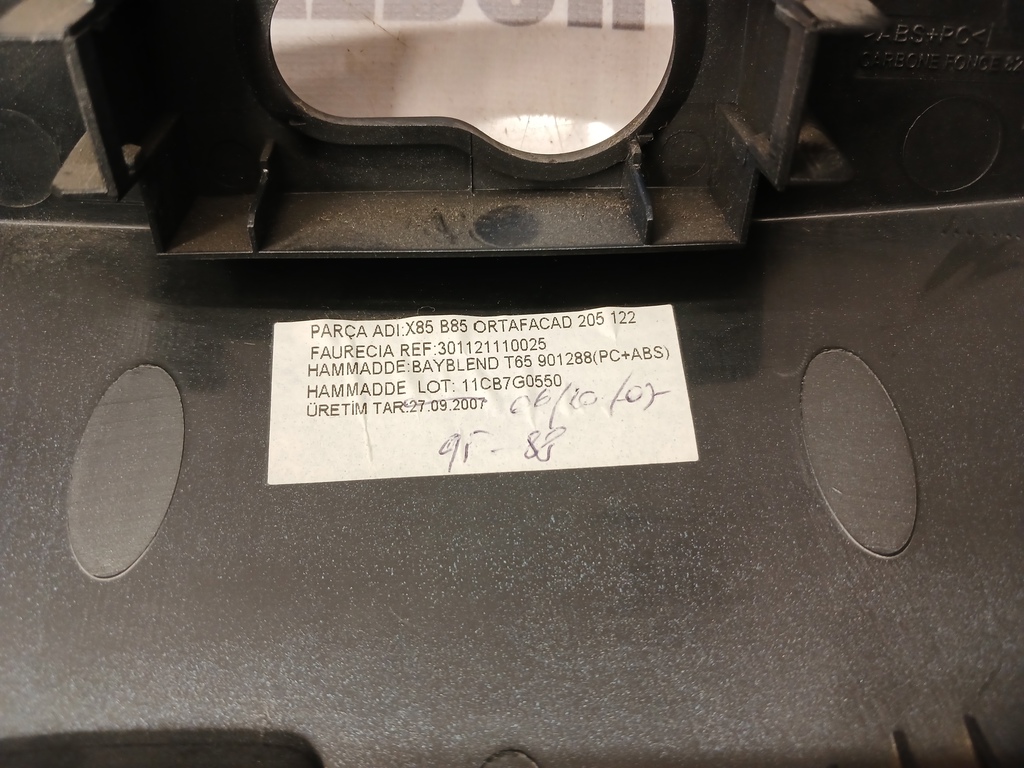 >ABS+PC<
CARBONE FONCE 82
PARÇA ADI:X85 B85 ORTAFACAD 205 122
FAURECIA REF:301121110025
HAMMADDE:BAYBLEND T65 901288(PC+ABS)
HAMMADDE LOT: 11CB7G0550
ÜRETİM TAR:27.09.2007 06/10/07
95-88